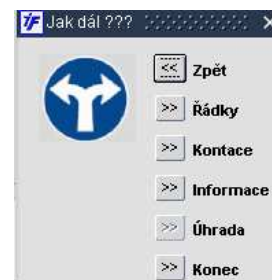 Jak dál ???
<< Zpět
>> Řádky
>> Kontace
>> Informace
>> Úhrada
>> Konec